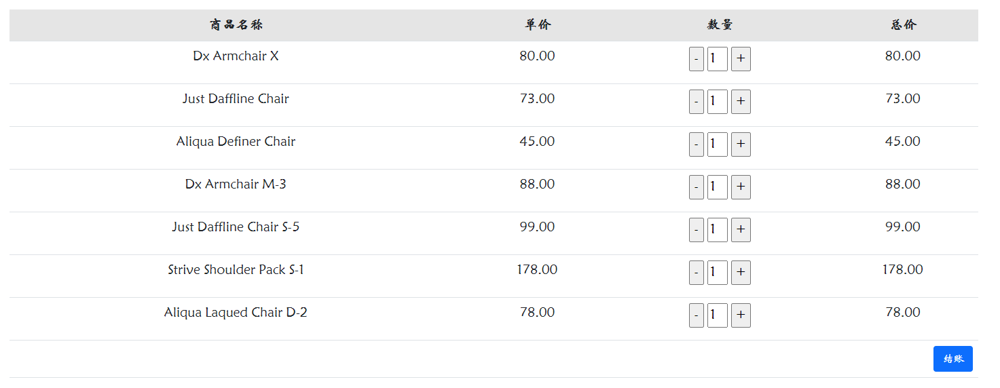 商品名称 单价 数量 总价
Dx Armchair X 80.00 - 1 + 80.00
Just Daffline Chair 73.00 - 1 + 73.00
Aliqua Definer Chair 45.00 - 1 + 45.00
Dx Armchair M-3 88.00 - 1 + 88.00
Just Daffline Chair S-5 99.00 - 1 + 99.00
Strive Shoulder Pack S-1 178.00 - 1 + 178.00
Aliqua Laqued Chair D-2 78.00 - 1 + 78.00
结账